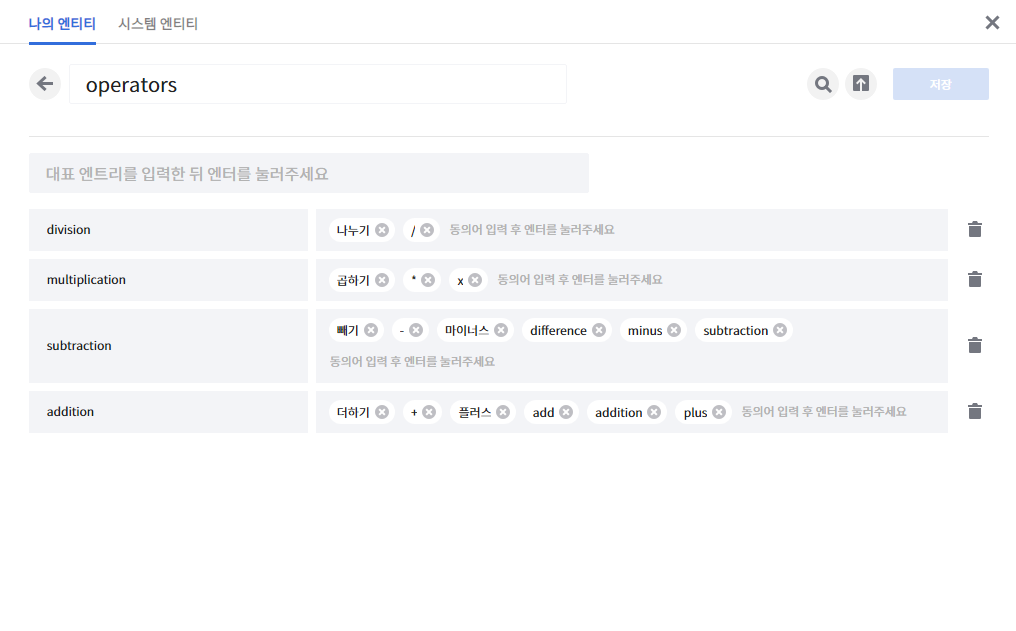 나의 엔티티 시스템 엔티티
operators 저장
대표 엔트리를 입력한 뒤 엔터를 눌러주세요
division 나누기 / 동의어 입력 후 엔터를 눌러주세요
multiplication 곱하기 * x 동의어 입력 후 엔터를 눌러주세요
subtraction 빼기 - 마이너스 difference minus subtraction
동의어 입력 후 엔터를 눌러주세요
addition 더하기 + 플러스 add addition plus 동의어 입력 후 엔터를 눌러주세요